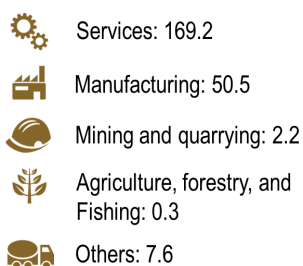 Services: 169.2
Manufacturing: 50.5
Mining and quarrying: 2.2
Agriculture, forestry, and
Fishing: 0.3
Others: 7.6